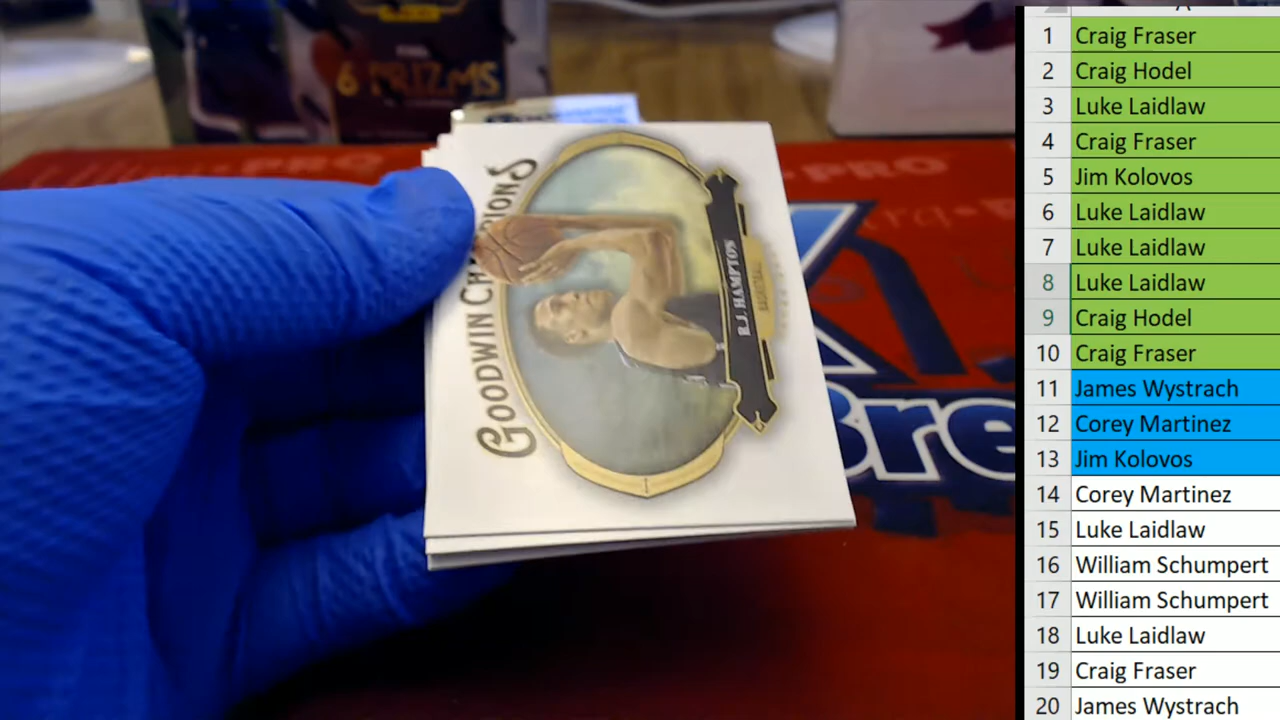 6 PRIZMS
PRO
GOODWIN CHAMPIONS
R.J. HAMPTON
BASKETBALL
Bre
A
1 Craig Fraser
2 Craig Hodel
3 Luke Laidlaw
4 Craig Fraser
5 Jim Kolovos
6 Luke Laidlaw
7 Luke Laidlaw
8 Luke Laidlaw
9 Craig Hodel
10 Craig Fraser
11 James Wystrach
12 Corey Martinez
13 Jim Kolovos
14 Corey Martinez
15 Luke Laidlaw
16 William Schumpert
17 William Schumpert
18 Luke Laidlaw
19 Craig Fraser
20 James Wystrach